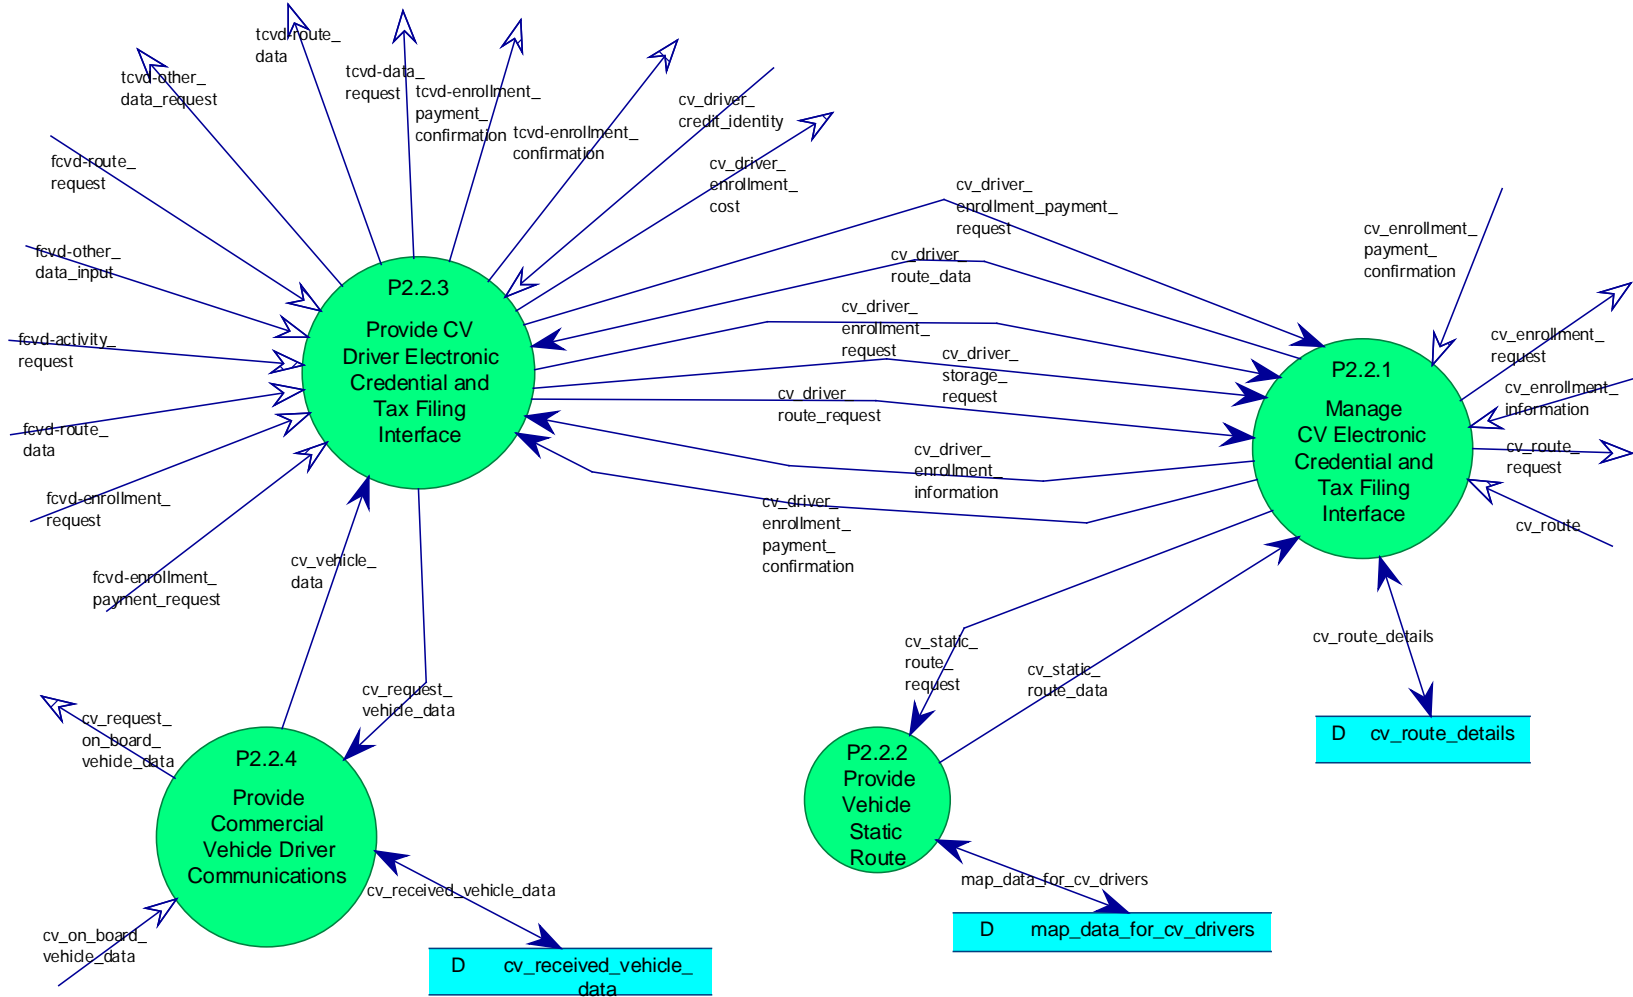 tcvd-route_
data
tcvd-other_
data_request
tcvd-data_
request
tcvd-enrollment_
payment_
confirmation
tcvd-enrollment_
confirmation
cv_driver_
credit_identity
cv_driver_
enrollment_
cost
fcvd-route_
request
fcvd-other_
data_input
fcvd-activity_
request
fcvd-route_
data
fcvd-enrollment_
request
fcvd-enrollment_
payment_request
P2.2.3
Provide CV
Driver Electronic
Credential and
Tax Filing
Interface
cv_driver_
enrollment_payment_
request
cv_driver_
route_data
cv_driver_
enrollment_
request
cv_driver_
storage_
request
cv_driver_
route_request
cv_driver_
enrollment_
information
cv_driver_
enrollment_
payment_
confirmation
cv_enrollment_
payment_
confirmation
cv_enrollment_
request
cv_enrollment_
information
cv_route_
request
cv_route
P2.2.1
Manage
CV Electronic
Credential and
Tax Filing
Interface
cv_vehicle_
data
cv_request_
vehicle_data
cv_static_
route_
request
cv_static_
route_data
cv_route_details
D cv_route_details
cv_request_
on_board_
vehicle_data
P2.2.4
Provide
Commercial
Vehicle Driver
Communications
cv_on_board_
vehicle_data
cv_received_vehicle_data
D cv_received_vehicle_
data
P2.2.2
Provide
Vehicle
Static
Route
map_data_for_cv_drivers
D map_data_for_cv_drivers